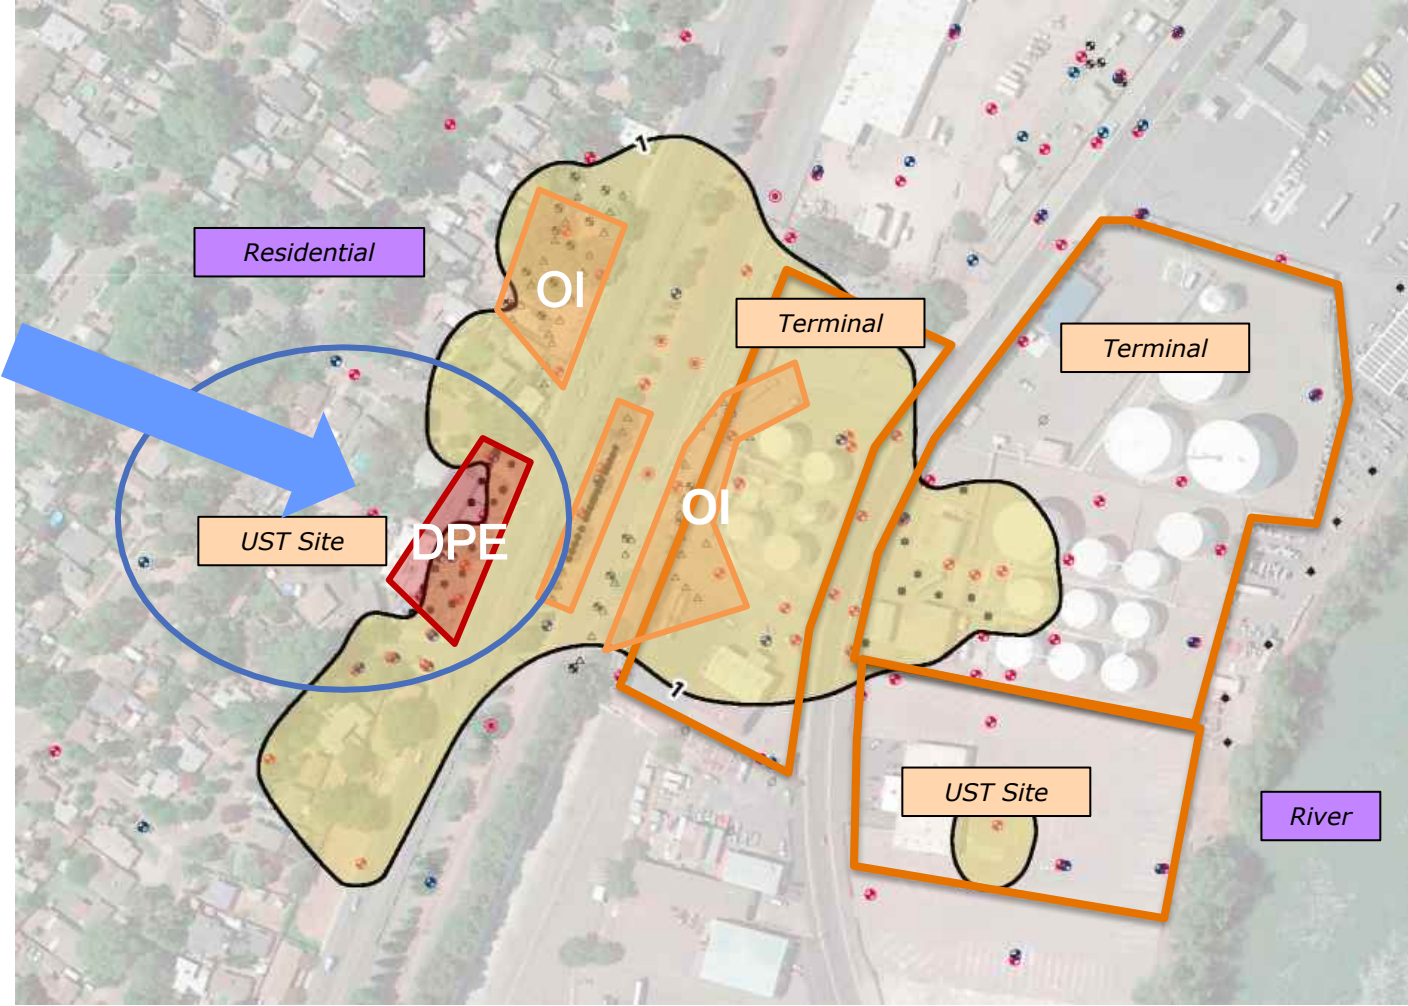 1
Residential
OI
Terminal
Terminal
UST Site
DPE
OI
1
UST Site
River